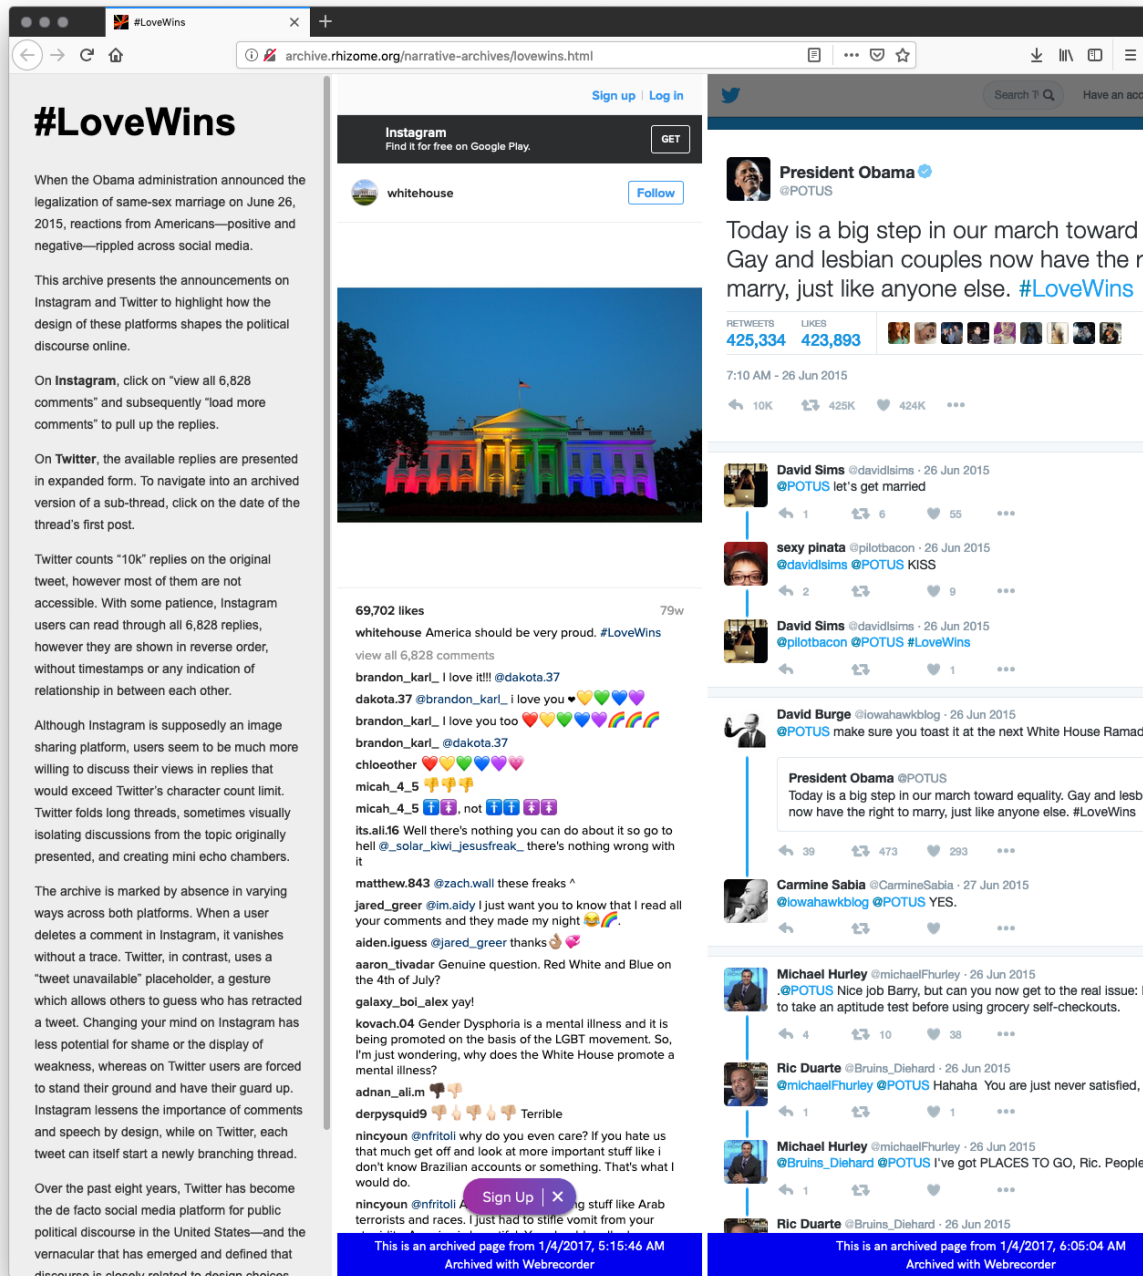 #LoveWins
archive.rhizome.org/narrative-archives/lovewins.html
#LoveWins
When the Obama administration announced the
legalization of same-sex marriage on June 26,
2015, reactions from Americans—positive and
negative—rippled across social media.
This archive presents the announcements on
Instagram and Twitter to highlight how the
design of these platforms shapes the political
discourse online.
On Instagram, click on “view all 6,828
comments” and subsequently “load more
comments” to pull up the replies.
On Twitter, the available replies are presented
in expanded form. To navigate into an archived
version of a sub-thread, click on the date of the
thread’s first post.
Twitter counts “10k” replies on the original
tweet, however most of them are not
accessible. With some patience, Instagram
users can read through all 6,828 replies,
however they are shown in reverse order,
without timestamps or any indication of
relationship in between each other.
Although Instagram is supposedly an image
sharing platform, users seem to be much more
willing to discuss their views in replies that
would exceed Twitter’s character count limit.
Twitter folds long threads, sometimes visually
isolating discussions from the topic originally
presented, and creating mini echo chambers.
The archive is marked by absence in varying
ways across both platforms. When a user
deletes a comment in Instagram, it vanishes
without a trace. Twitter, in contrast, uses a
“tweet unavailable” placeholder, a gesture
which allows others to guess who has retracted
a tweet. Changing your mind on Instagram has
less potential for shame or the display of
weakness, whereas on Twitter users are forced
to stand their ground and have their guard up.
Instagram lessens the importance of comments
and speech by design, while on Twitter, each
tweet can itself start a newly branching thread.
Over the past eight years, Twitter has become
the de facto social media platform for public
political discourse in the United States—and the
vernacular that has emerged and defined that
discourse is closely related to design choices
Sign up | Log in
Instagram
Find it for free on Google Play.
GET
whitehouse
Follow
69,702 likes 79w
whitehouse America should be very proud. #LoveWins
view all 6,828 comments
brandon_karl_ I love it!!! @dakota.37
dakota.37 @brandon_karl_ i love you ❤💛💚💙💜
brandon_karl_ I love you too ❤️💛💚💙💜🌈🌈🌈
brandon_karl_ @dakota.37
chloeother ❤️💛💚💙💜💗
micah_4_5 👎👎👎
micah_4_5 🚹🚺, not 🚹🚹 🚺🚺
its.ali.16 Well there's nothing you can do about it so go to
hell @_solar_kiwi_jesusfreak_ there's nothing wrong with
it
matthew.843 @zach.wall these freaks ^
jared_greer @im.aidy I just want you to know that I read all
your comments and they made my night 😂🌈.
aiden.iguess @jared_greer thanks👌🏽💞
aaron_tivadar Genuine question. Red White and Blue on
the 4th of July?
galaxy_boi_alex yay!
kovach.04 Gender Dysphoria is a mental illness and it is
being promoted on the basis of the LGBT movement. So,
I'm just wondering, why does the White House promote a
mental illness?
adnan_ali.m 👎🏿👎🏼
derpysquid9 👎🏼🖕🏼👎🏼🖕🏼👎🏼 Terrible
nincyoun @nfritoli why do you even care? If you hate us
that much get off and look at more important stuff like i
don't know Brazilian accounts or something. That's what I
would do.
nincyoun @nfritoli
stuff like Arab
terrorists and races. I just had to stifle vomit from your
Sign Up | ×
This is an archived page from 1/4/2017, 5:15:46 AM
Archived with Webrecorder
Have an
President Obama
@POTUS
Today is a big step in our march toward
Gay and lesbian couples now have the
marry, just like anyone else. #LoveWins
RETWEETS LIKES
425,334 423,893
7:10 AM - 26 Jun 2015
10K 425K 424K
David Sims @davidlsims · 26 Jun 2015
@POTUS let's get married
1 6 55
sexy pinata @pilotbacon · 26 Jun 2015
@davidlsims @POTUS KISS
2 9
David Sims @davidlsims · 26 Jun 2015
@pilotbacon @POTUS #LoveWins
1
David Burge @iowahawkblog · 26 Jun 2015
@POTUS make sure you toast it at the next White House
President Obama @POTUS
Today is a big step in our march toward equality. Gay and
now have the right to marry, just like anyone else. #LoveWins
39 473 293
Carmine Sabia @CarmineSabia · 27 Jun 2015
@iowahawkblog @POTUS YES.
Michael Hurley @michaelFhurley · 26 Jun 2015
.@POTUS Nice job Barry, but can you now get to the real issue:
to take an aptitude test before using grocery self-checkouts.
4 10 38
Ric Duarte @Bruins_Diehard · 26 Jun 2015
@michaelFhurley @POTUS Hahaha You are just never satisfied,
1 1
Michael Hurley @michaelFhurley · 26 Jun 2015
@Bruins_Diehard @POTUS I've got PLACES TO GO, Ric. People
1
Ric Duarte @Bruins_Diehard · 26 Jun 2015
This is an archived page from 1/4/2017, 6:05:04 AM
Archived with Webrecorder